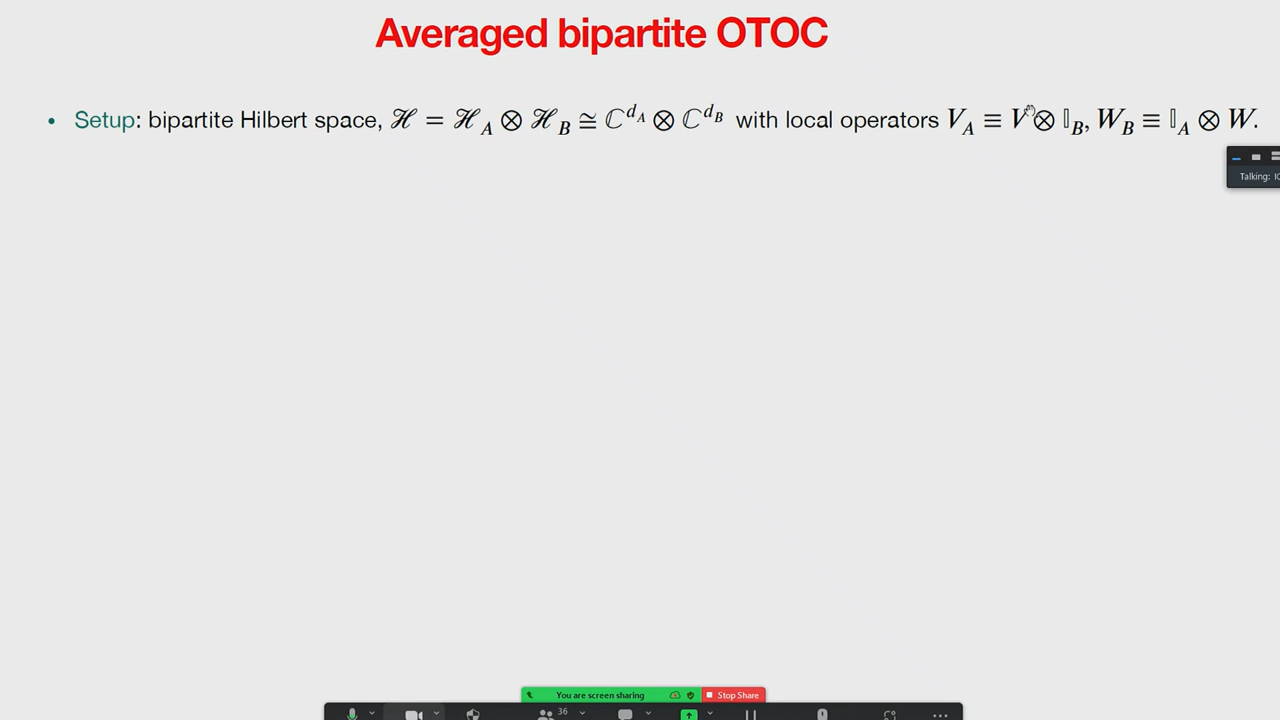 Averaged bipartite OTOC
• Setup: bipartite Hilbert space, ℋ = ℋ_A ⊗ ℋ_B ≅ ℂ^{d_A} ⊗ ℂ^{d_B} with local operators V_A ≡ V ⊗ 𝕀_B, W_B ≡ 𝕀_A ⊗ W.
Talking:
You are screen sharing
Stop Share
36